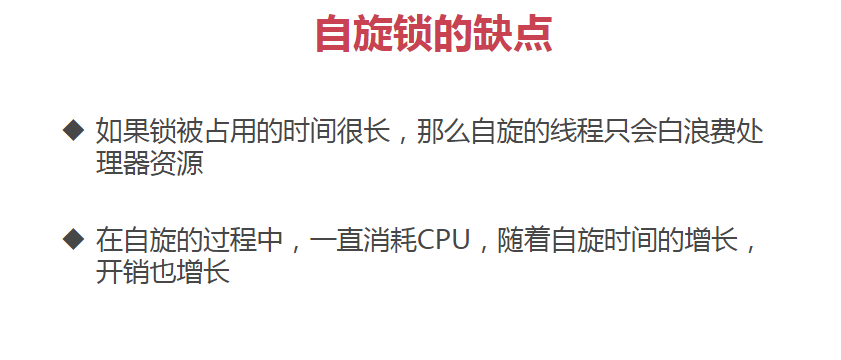 自旋锁的缺点
◆ 如果锁被占用的时间很长，那么自旋的线程只会白浪费处
理器资源
◆ 在自旋的过程中，一直消耗CPU，随着自旋时间的增长，
开销也增长